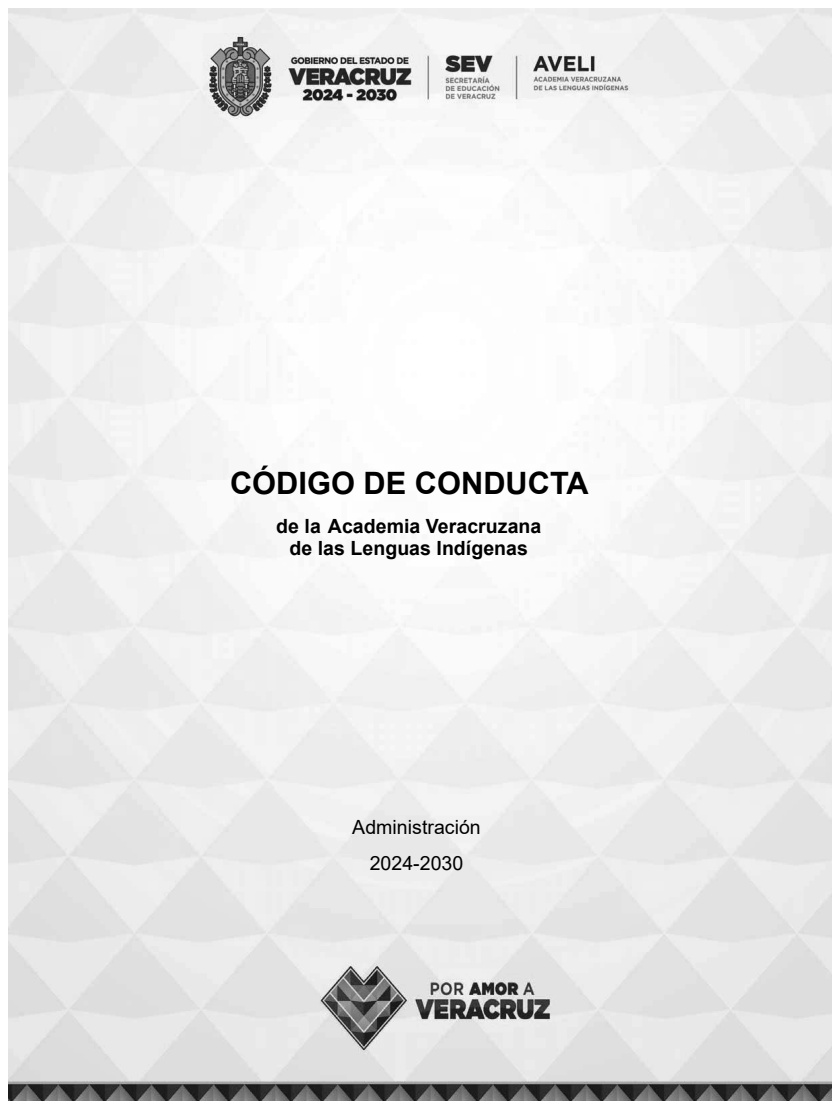 GOBIERNO DEL ESTADO DE
VERACRUZ
2024 - 2030
SEV
SECRETARÍA
DE EDUCACIÓN
DE VERACRUZ
AVELI
ACADEMIA VERACRUZANA
DE LAS LENGUAS INDÍGENAS
CÓDIGO DE CONDUCTA
de la Academia Veracruzana
de las Lenguas Indígenas
Administración
2024-2030
POR AMOR A
VERACRUZ